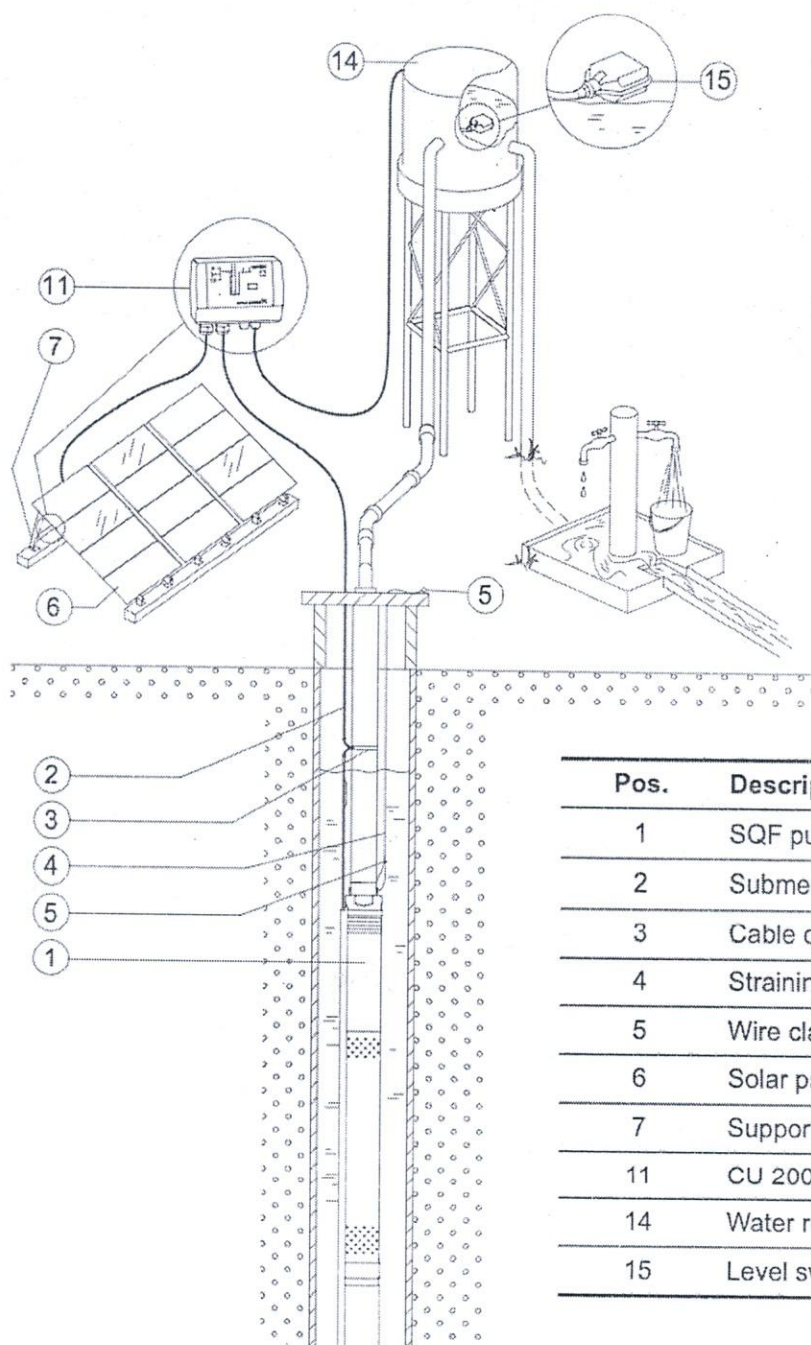 14
15
11
7
6
5
2
3
4
5
1
Pos. Descrip
1 SQF pu
2 Subme
3 Cable c
4 Strainin
5 Wire cla
6 Solar p
7 Suppor
11 CU 200
14 Water r
15 Level sv